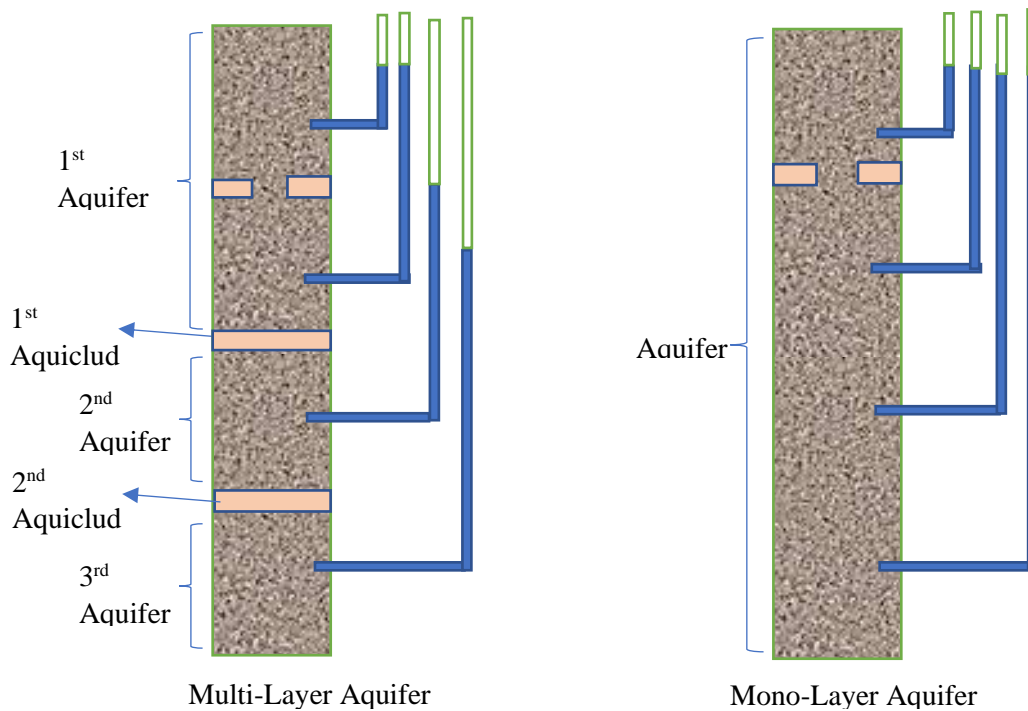 1st
Aquifer
1st
Aquiclud
2nd
Aquifer
2nd
Aquiclud
3rd
Aquifer
Multi-Layer Aquifer
Aquifer
Mono-Layer Aquifer